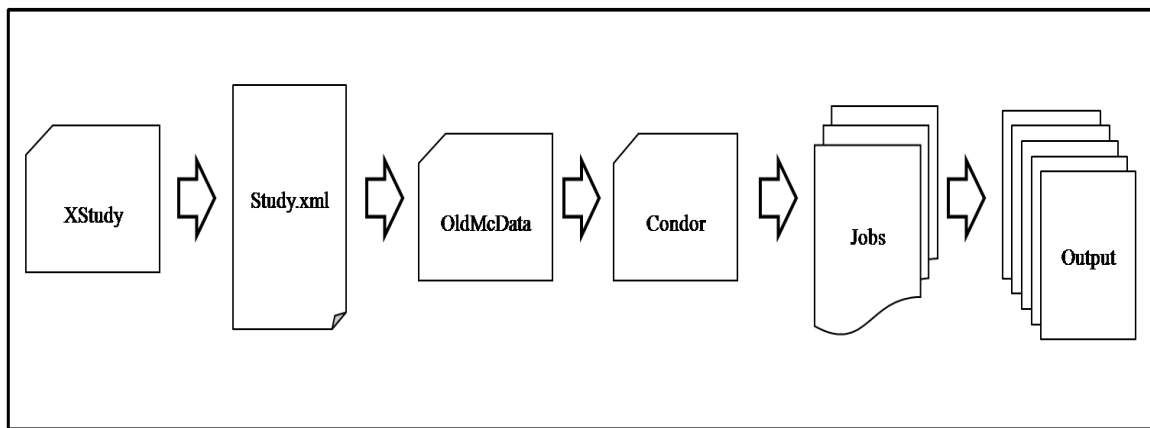 XStudy
Study.xml
OldMcData
Condor
Jobs
Output